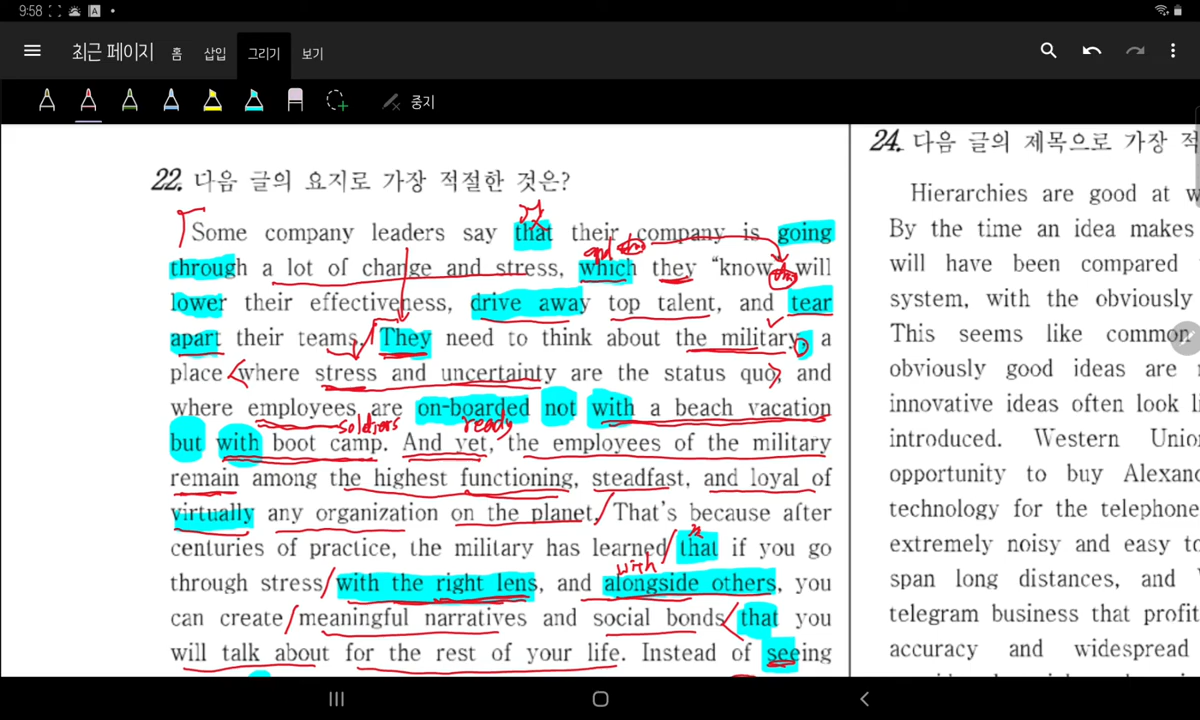 9:58
최근 페이지 홈 삽입 그리기 보기
중지
22. 다음 글의 요지로 가장 적절한 것은?
Some company leaders say that their company is going
and
through a lot of change and stress, which they “know” will
lower their effectiveness, drive away top talent, and tear
apart their teams. They need to think about the military, a
place where stress and uncertainty are the status quo, and
where employees are on-boarded not with a beach vacation
soldiers ready
but with boot camp. And yet, the employees of the military
remain among the highest functioning, steadfast, and loyal of
virtually any organization on the planet. That's because after
centuries of practice, the military has learned that if you go
with
through stress with the right lens, and alongside others, you
can create meaningful narratives and social bonds that you
will talk about for the rest of your life. Instead of seeing
24. 다음 글의 제목으로 가장 적
Hierarchies are good at w
By the time an idea makes
will have been compared
system, with the obviously
This seems like common
obviously good ideas are
innovative ideas often look li
introduced. Western Unio
opportunity to buy Alexand
technology for the telephone
extremely noisy and easy to
span long distances, and W
telegram business that profit
accuracy and widespread